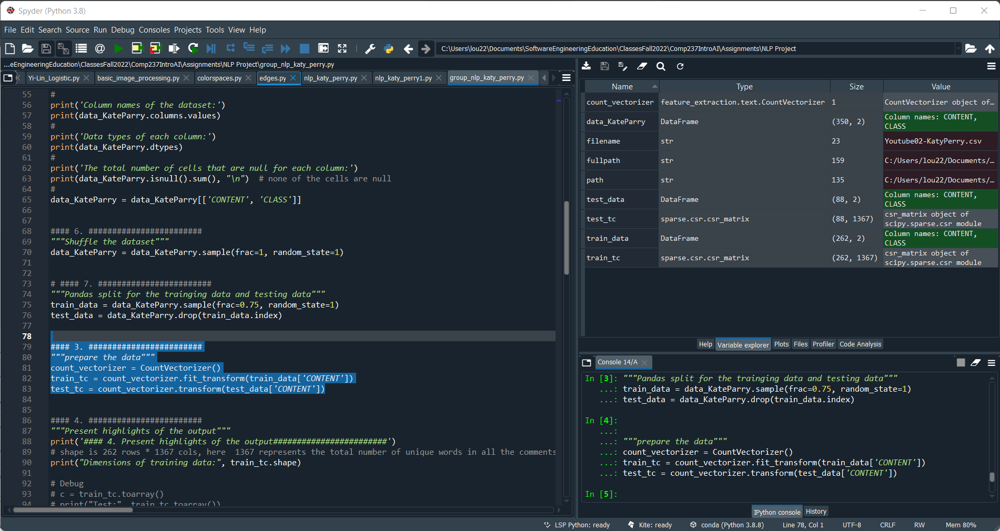 Spyder (Python 3.8)
File Edit Search Source Run Debug Consoles Projects Tools View Help
C:\Users\lou22\Documents\SoftwareEngineeringEducation\ClassesFall2022\Comp237IntroAI\Assignments\NLP Project
...eEngineeringEducation\ClassesFall2022\Comp237IntroAI\Assignments\NLP Project\group_nlp_katy_perry.py
Yi-Lin_Logistic.py basic_image_processing.py colorspaces.py edges.py nlp_katy_perry.py nlp_katy_perry1.py group_nlp_katy_perry.py
55 #
56 print('Column names of the dataset:')
57 print(data_KateParry.columns.values)
58 #
59 print('Data types of each column:')
60 print(data_KateParry.dtypes)
61 #
62 print('The total number of cells that are null for each column:')
63 print(data_KateParry.isnull().sum(), "\n")  # none of the cells are null
64 #
65 data_KateParry = data_KateParry[['CONTENT', 'CLASS']]
66
67
68 #### 6. ########################
69 """Shuffle the dataset"""
70 data_KateParry = data_KateParry.sample(frac=1, random_state=1)
71
72
73 # #### 7. ########################
74 """Pandas split for the trainging data and testing data"""
75 train_data = data_KateParry.sample(frac=0.75, random_state=1)
76 test_data = data_KateParry.drop(train_data.index)
77
78
79 #### 3. ########################
80 """prepare the data"""
81 count_vectorizer = CountVectorizer()
82 train_tc = count_vectorizer.fit_transform(train_data['CONTENT'])
83 test_tc = count_vectorizer.transform(test_data['CONTENT'])
84
85
86 #### 4. ########################
87 """Present highlights of the output"""
88 print('#### 4. Present highlights of the output########################')
89 # shape is 262 rows * 1367 cols, here  1367 represents the total number of unique words in all the comments
90 print("Dimensions of training data:", train_tc.shape)
91
92 # Debug
93 # c = train_tc.toarray()
94 # print("Test:", train_tc.toarray())
Name Type Size Value
count_vectorizer feature_extraction.text.CountVectorizer 1 CountVectorizer object of…
data_KateParry DataFrame (350, 2) Column names: CONTENT,
CLASS
filename str 23 Youtube02-KatyPerry.csv
fullpath str 159 C:/Users/lou22/Documents/…
path str 135 C:/Users/lou22/Documents/…
test_data DataFrame (88, 2) Column names: CONTENT,
CLASS
test_tc sparse.csr.csr_matrix (88, 1367) csr_matrix object of
scipy.sparse.csr module
train_data DataFrame (262, 2) Column names: CONTENT,
CLASS
train_tc sparse.csr.csr_matrix (262, 1367) csr_matrix object of
scipy.sparse.csr module
Help Variable explorer Plots Files Profiler Code Analysis
Console 14/A
In [3]: """Pandas split for the trainging data and testing data"""
...: train_data = data_KateParry.sample(frac=0.75, random_state=1)
...: test_data = data_KateParry.drop(train_data.index)
In [4]:
...:
...: """prepare the data"""
...: count_vectorizer = CountVectorizer()
...: train_tc = count_vectorizer.fit_transform(train_data['CONTENT'])
...: test_tc = count_vectorizer.transform(test_data['CONTENT'])
In [5]:
IPython console History
LSP Python: ready Kite: ready conda (Python 3.8.8) Line 78, Col 1 UTF-8 CRLF RW Mem 80%